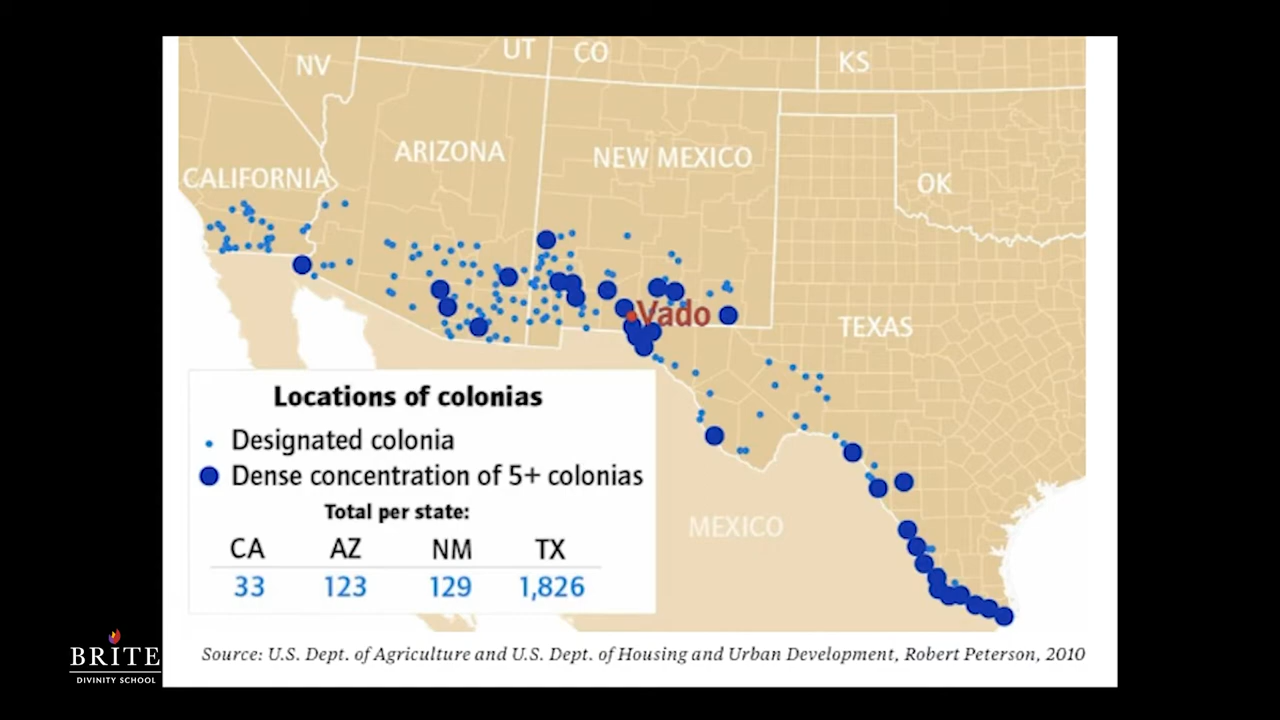 UT CO
KS
NV
ARIZONA
NEW MEXICO
CALIFORNIA
OK
Vado
TEXAS
Locations of colonias
Designated colonia
Dense concentration of 5+ colonias
Total per state:
CA AZ NM TX
33 123 129 1,826
MEXICO
Source: U.S. Dept. of Agriculture and U.S. Dept. of Housing and Urban Development, Robert Peterson, 2010
BRITE
DIVINITY SCHOOL